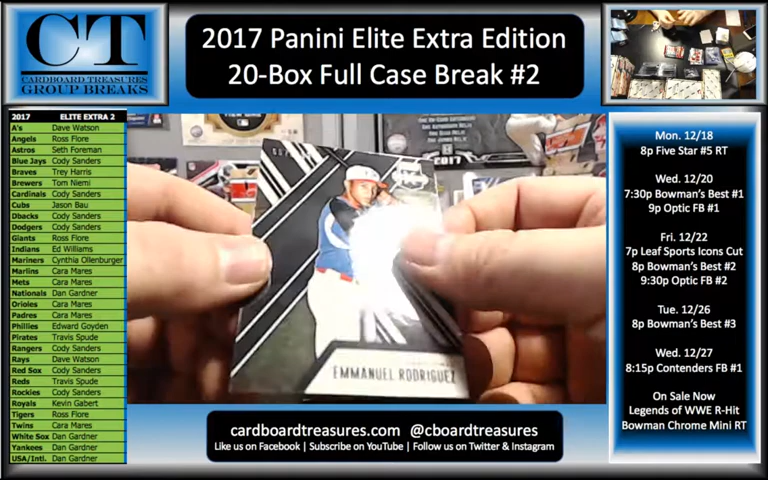 CT
CARDBOARD TREASURES
GROUP BREAKS
2017 Panini Elite Extra Edition
20-Box Full Case Break #2
2017 ELITE EXTRA 2
A's Dave Watson
Angels Ross Flore
Astros Seth Foreman
Blue Jays Cody Sanders
Braves Trey Harris
Brewers Tom Niemi
Cardinals Cody Sanders
Cubs Jason Bau
Dbacks Cody Sanders
Dodgers Cody Sanders
Giants Ross Flore
Indians Ed Williams
Mariners Cynthia Ollenburger
Marlins Cara Mares
Mets Cara Mares
Nationals Dan Gardner
Orioles Cara Mares
Padres Cara Mares
Phillies Edward Goyden
Pirates Travis Spude
Rangers Cody Sanders
Rays Dave Watson
Red Sox Cody Sanders
Reds Travis Spude
Rockies Cody Sanders
Royals Kevin Gabert
Tigers Ross Flore
Twins Cara Mares
White Sox Dan Gardner
Yankees Dan Gardner
USA/Intl. Dan Gardner
2017
EMMANUEL RODRIGUEZ
cardboardtreasures.com @cboardtreasures
Like us on Facebook | Subscribe on YouTube | Follow us on Twitter & Instagram
Mon. 12/18
8p Five Star #5 RT
Wed. 12/20
7:30p Bowman's Best #1
9p Optic FB #1
Fri. 12/22
7p Leaf Sports Icons Cut
8p Bowman's Best #2
9:30p Optic FB #2
Tue. 12/26
8p Bowman's Best #3
Wed. 12/27
8:15p Contenders FB #1
On Sale Now
Legends of WWE R-Hit
Bowman Chrome Mini RT